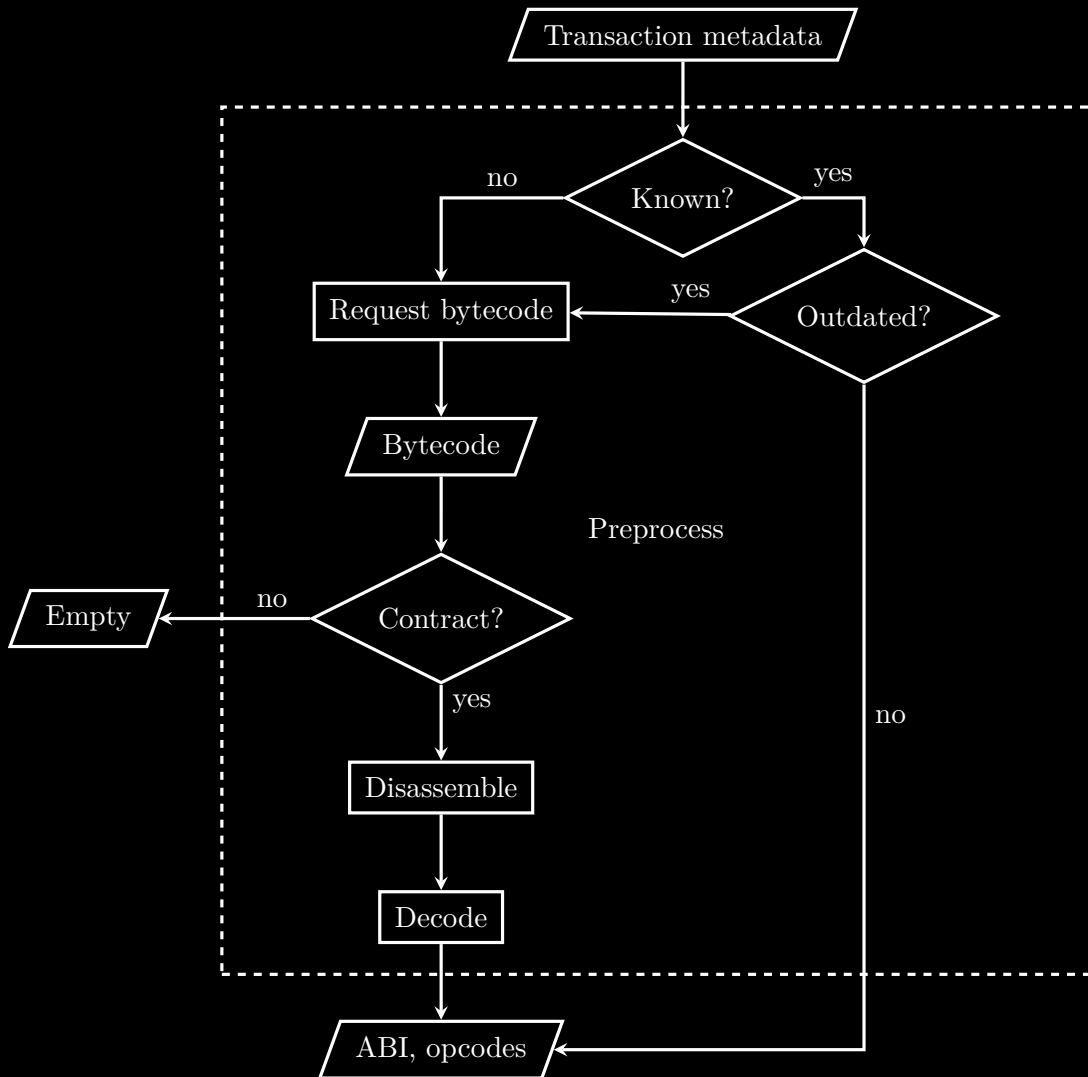 Transaction metadata
Known?
no
yes
Request bytecode
yes
Outdated?
Bytecode
Preprocess
Empty
no
Contract?
yes
no
Disassemble
Decode
ABI, opcodes